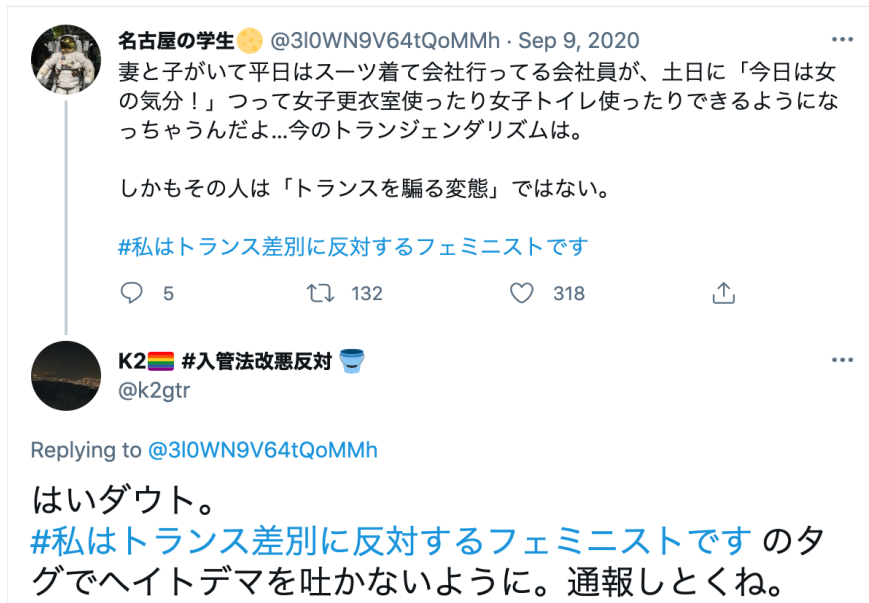 名古屋の学生🌕 @3l0WN9V64tQoMMh · Sep 9, 2020
妻と子がいて平日はスーツ着て会社行ってる会社員が、土日に「今日は女
の気分！」つって女子更衣室使ったり女子トイレ使ったりできるようにな
っちゃうんだよ...今のトランジェンダリズムは。
しかもその人は「トランスを騙る変態」ではない。
#私はトランス差別に反対するフェミニストです
5 132 318
K2🏳️‍🌈 #入管法改悪反対
@k2gtr
Replying to @3l0WN9V64tQoMMh
はいダウト。
#私はトランス差別に反対するフェミニストです のタ
グでヘイトデマを吐かないように。通報しとくね。